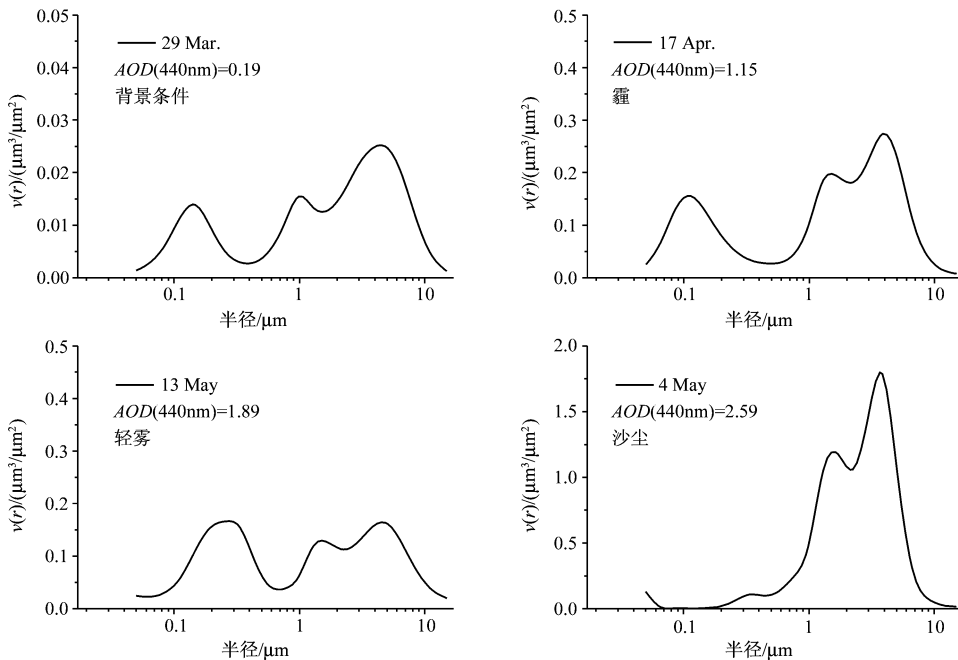 0.05
0.04
0.03
0.02
0.01
0.00
v(r)/(μm³/μm²)
29 Mar.
AOD(440nm)=0.19
背景条件
0.1
1
10
半径/μm
0.5
0.4
0.3
0.2
0.1
0.0
v(r)/(μm³/μm²)
17 Apr.
AOD(440nm)=1.15
霾
0.1
1
10
半径/μm
0.5
0.4
0.3
0.2
0.1
0.0
v(r)/(μm³/μm²)
13 May
AOD(440nm)=1.89
轻雾
0.1
1
10
半径/μm
2.0
1.5
1.0
0.5
0.0
v(r)/(μm³/μm²)
4 May
AOD(440nm)=2.59
沙尘
0.1
1
10
半径/μm